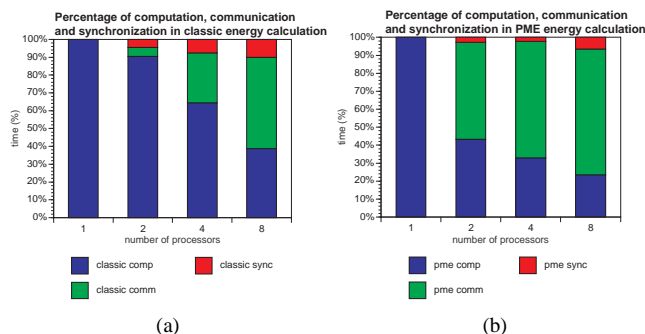 Percentage of computation, communication
and synchronization in classic energy calculation
100%
90%
80%
70%
60%
50%
40%
30%
20%
10%
0%
time (%)
1 2 4 8
number of processors
classic comp classic sync
classic comm
(a)
Percentage of computation, communication
and synchronization in PME energy calculation
100%
90%
80%
70%
60%
50%
40%
30%
20%
10%
0%
time (%)
1 2 4 8
number of processors
pme comp pme sync
pme comm
(b)